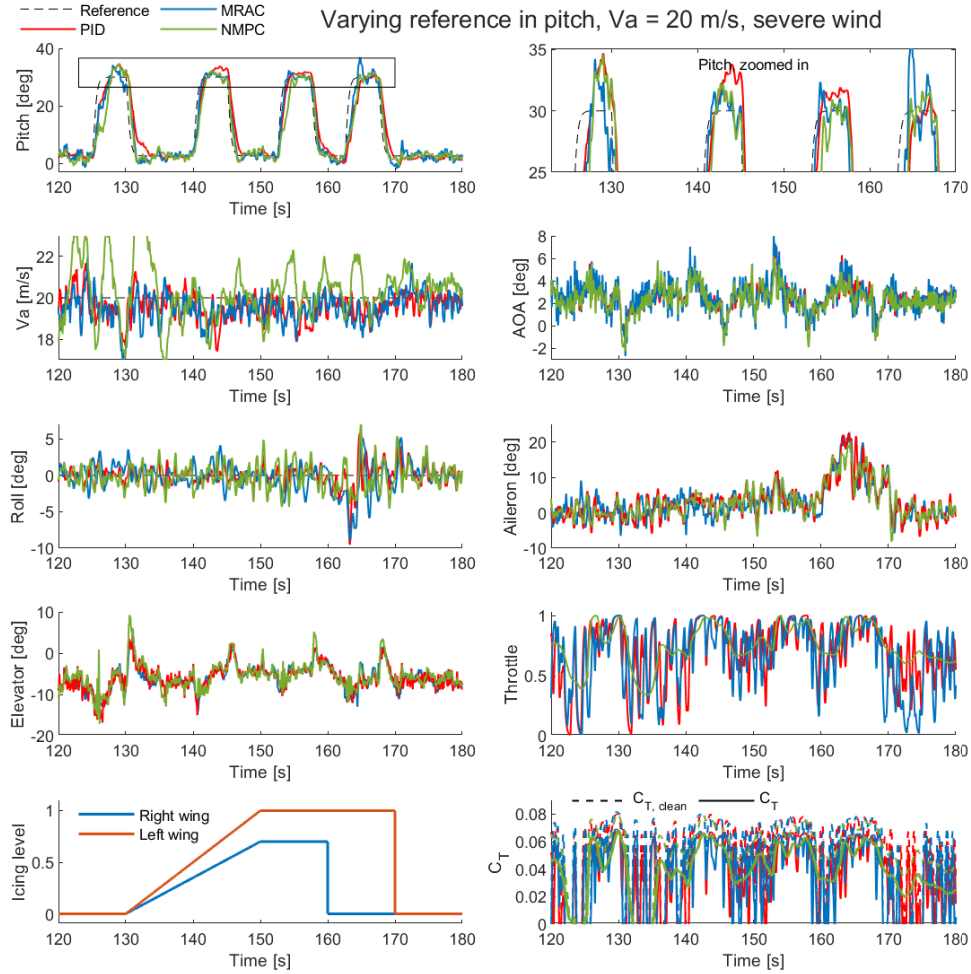 Varying reference in pitch, Va = 20 m/s, severe wind
Reference MRAC
PID NMPC
Pitch [deg]
40
20
0
120 130 140 150 160 170 180
Time [s]
Pitch, zoomed in
35
30
25
130 140 150 160 170
Time [s]
Va [m/s]
22
20
18
120 130 140 150 160 170 180
Time [s]
AOA [deg]
8
6
4
2
0
-2
120 130 140 150 160 170 180
Time [s]
Roll [deg]
5
0
-5
-10
120 130 140 150 160 170 180
Time [s]
Aileron [deg]
20
10
0
-10
120 130 140 150 160 170 180
Time [s]
Elevator [deg]
10
0
-10
-20
120 130 140 150 160 170 180
Time [s]
Throttle
1
0.5
0
120 130 140 150 160 170 180
Time [s]
Icing level
1
0.5
0
Right wing
Left wing
120 130 140 150 160 170 180
Time [s]
C_T, clean C_T
C_T
0.08
0.06
0.04
0.02
0
120 130 140 150 160 170 180
Time [s]